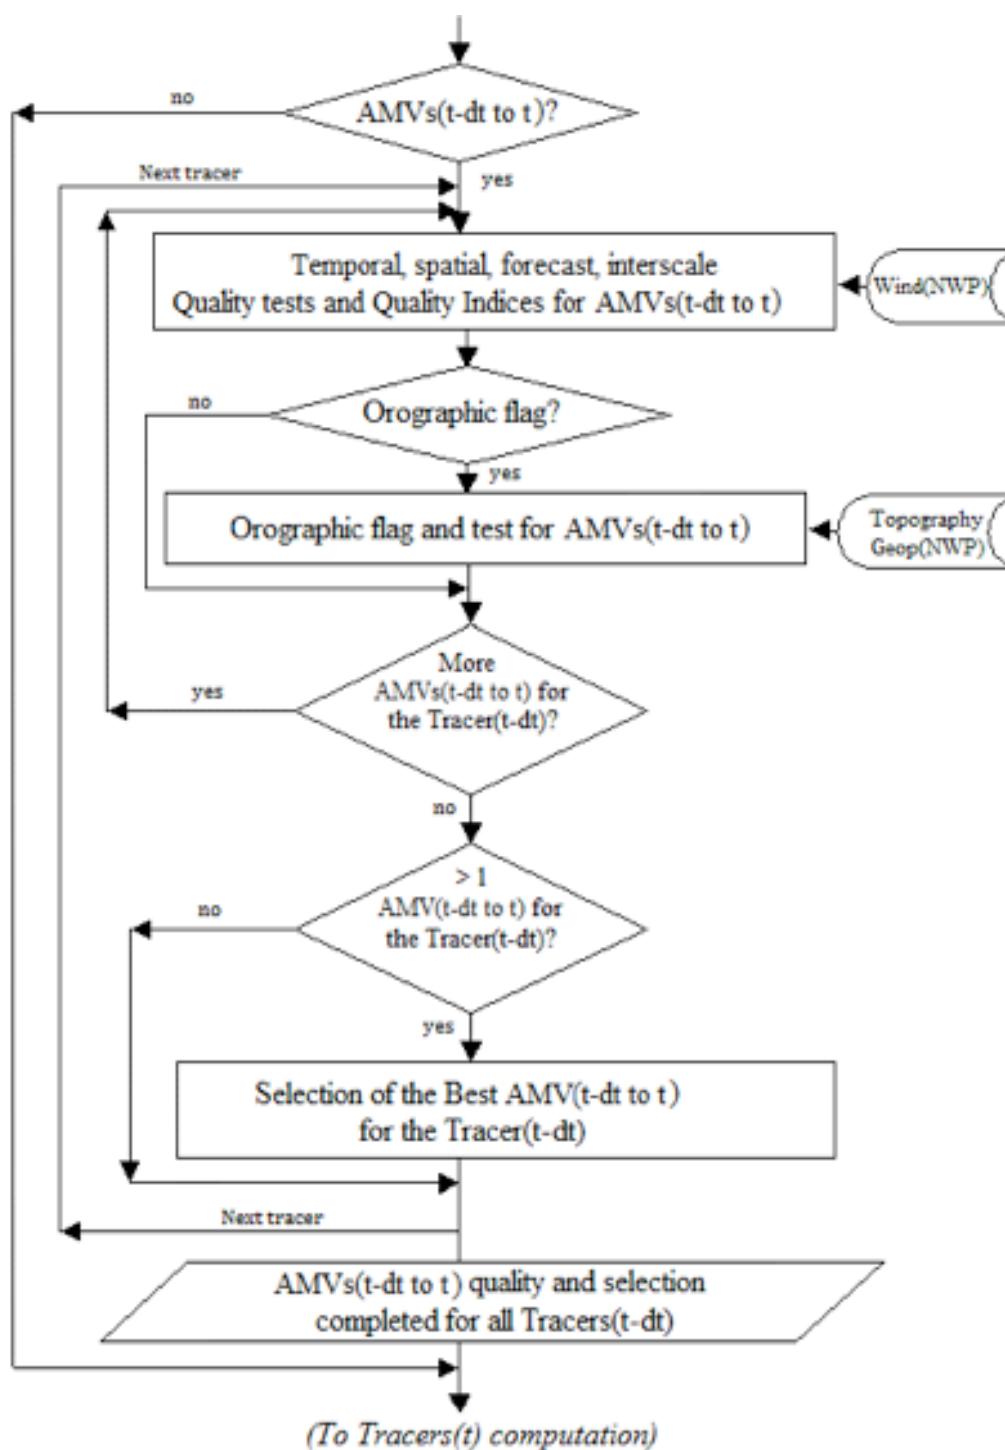 AMVs(t-dt to t)?
no
Next tracer
yes
Temporal, spatial, forecast, interscale
Quality tests and Quality Indices for AMVs(t-dt to t)
Wind(NWP)
no
Orographic flag?
yes
Orographic flag and test for AMVs(t-dt to t)
Topography
Geop(NWP)
More
AMVs(t-dt to t) for
the Tracer(t-dt)?
yes
no
> 1
AMV(t-dt to t) for
the Tracer(t-dt)?
no
yes
Selection of the Best AMV(t-dt to t)
for the Tracer(t-dt)
Next tracer
AMVs(t-dt to t) quality and selection
completed for all Tracers(t-dt)
(To Tracers(t) computation)